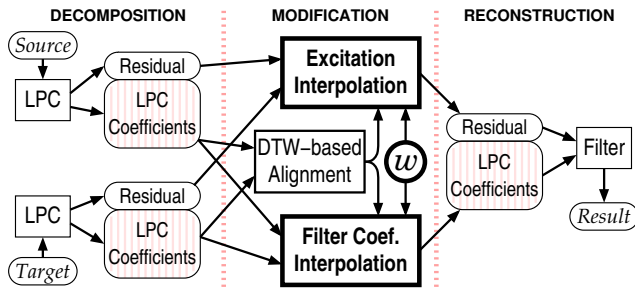 DECOMPOSITION
MODIFICATION
RECONSTRUCTION
Source
LPC
Residual
LPC
Coefficients
LPC
Target
Residual
LPC
Coefficients
Excitation
Interpolation
DTW–based
Alignment
w
Filter Coef.
Interpolation
Residual
LPC
Coefficients
Filter
Result